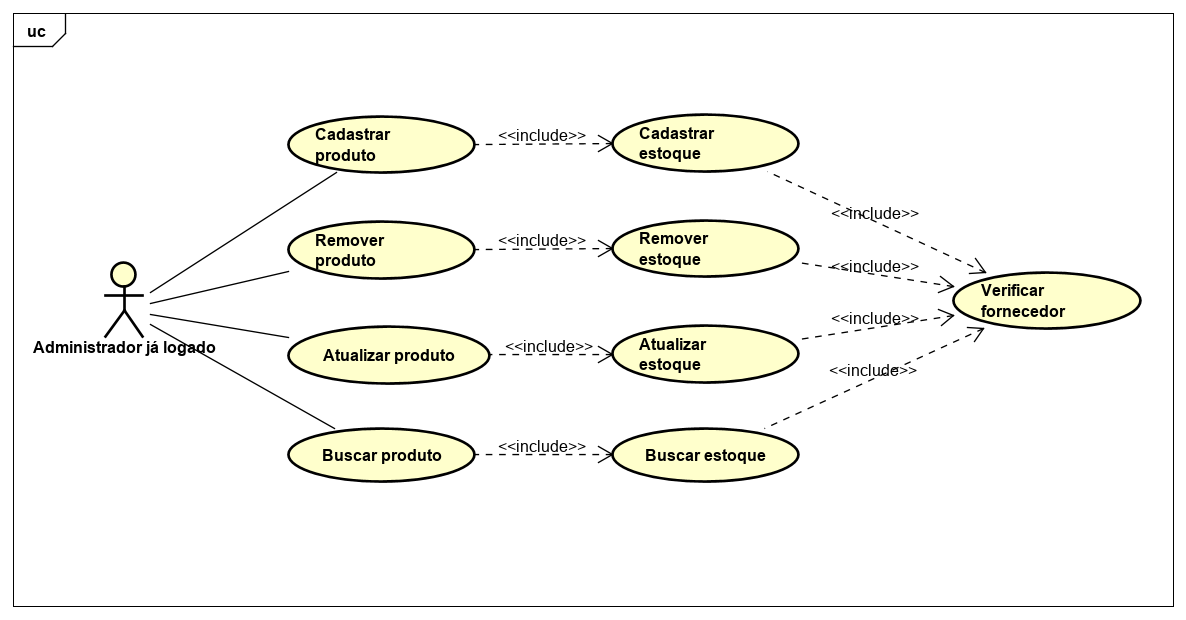 uc
Cadastrar
produto
<<include>>
Cadastrar
estoque
<<include>>
Remover
produto
<<include>>
Remover
estoque
<<include>>
Verificar
fornecedor
Administrador já logado
Atualizar produto
<<include>>
Atualizar
estoque
<<include>>
<<include>>
Buscar produto
<<include>>
Buscar estoque